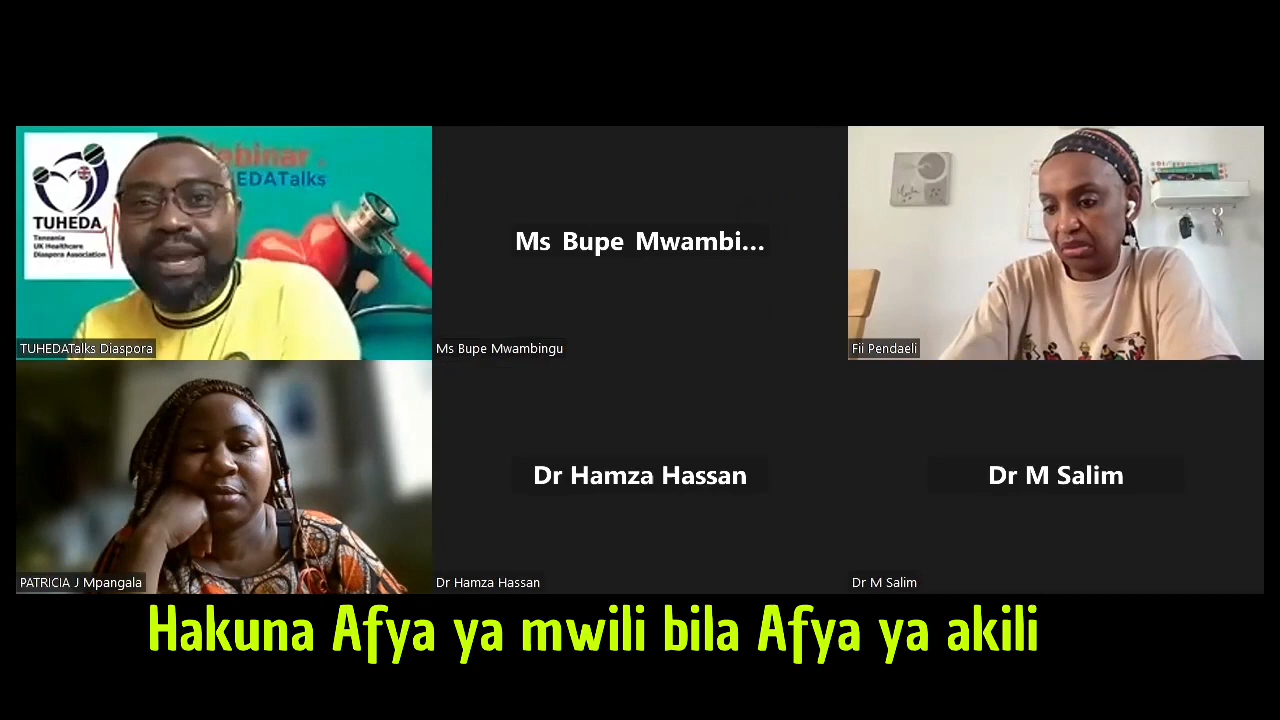 TUHEDA
Tanzania
UK Healthcare
Diaspora Association
TUHEDATalks Diaspora
Ms Bupe Mwambi...
Ms Bupe Mwambingu
Fii Pendaeli
PATRICIA J Mpangala
Dr Hamza Hassan
Dr Hamza Hassan
Dr M Salim
Dr M Salim
Hakuna Afya ya mwili bila Afya ya akili